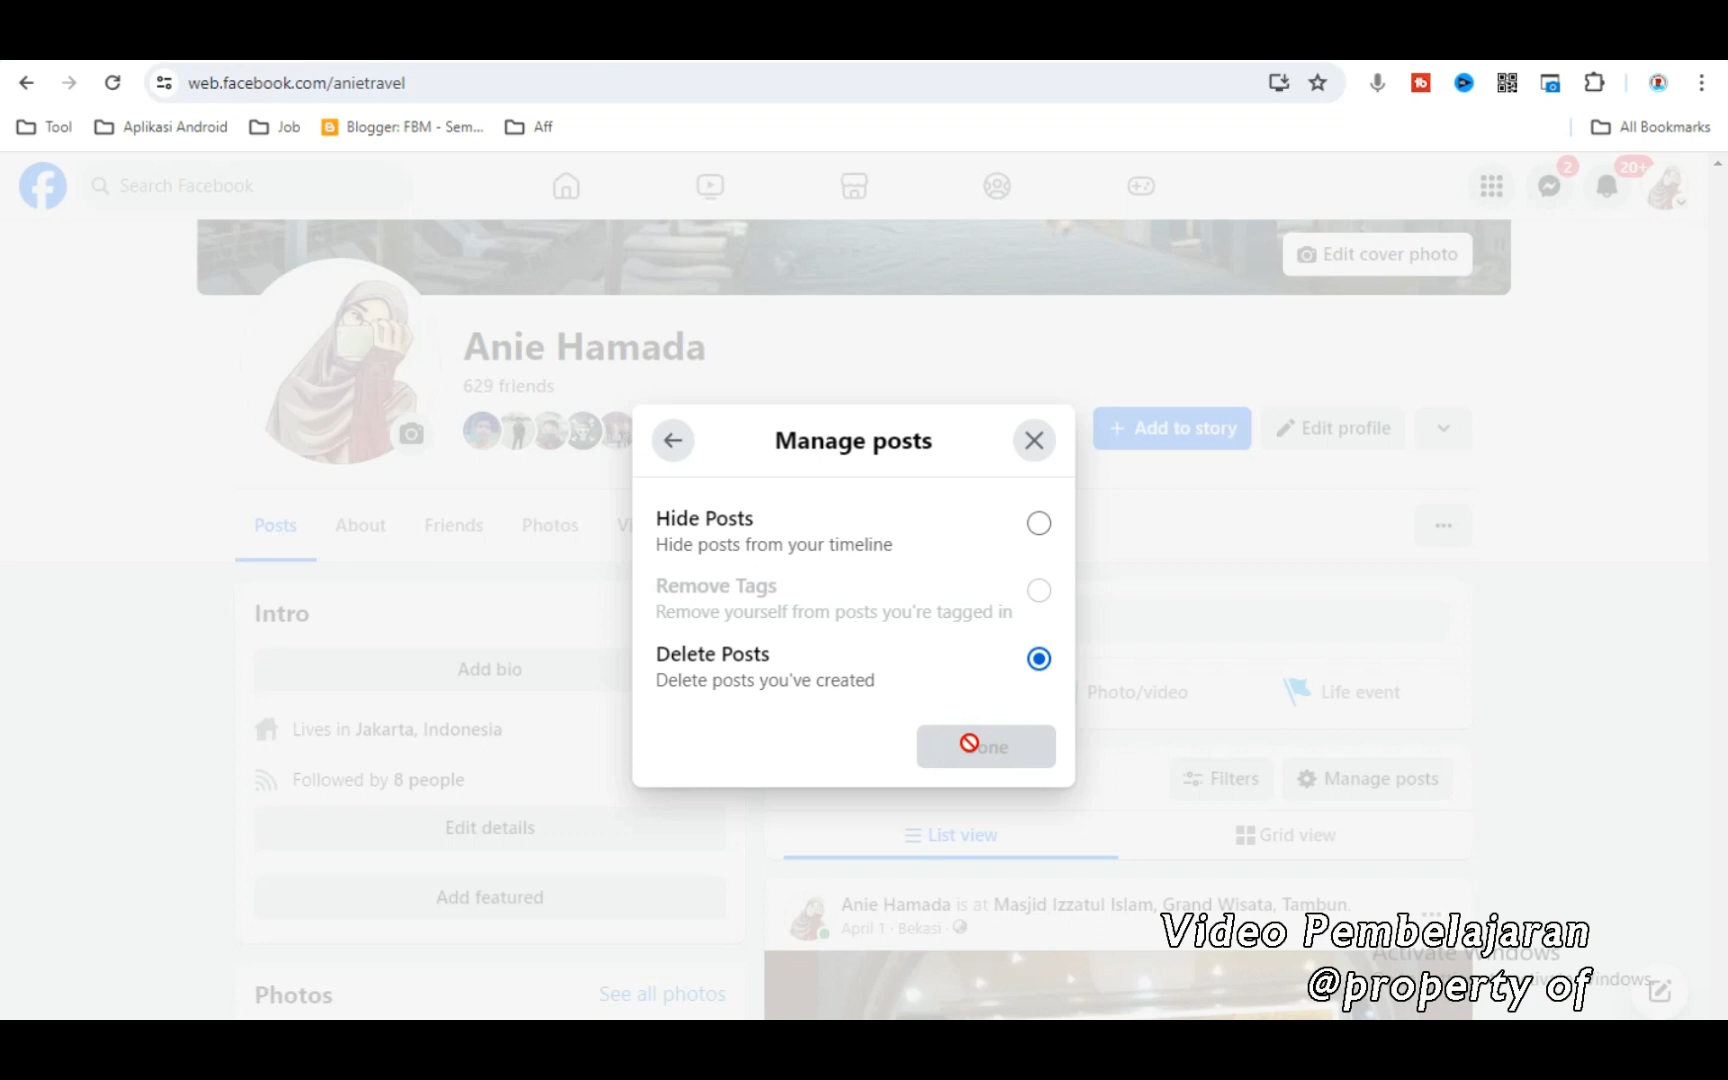 web.facebook.com/anietravel
Tool
Aplikasi Android
Job
Blogger: FBM - Sem...
Aff
All Bookmarks
Search Facebook
2
20+
Edit cover photo
Anie Hamada
629 friends
+ Add to story
Edit profile
Manage posts
Hide Posts
Hide posts from your timeline
Remove Tags
Remove yourself from posts you're tagged in
Delete Posts
Delete posts you've created
Posts
About
Friends
Photos
Intro
Add bio
Lives in Jakarta, Indonesia
Followed by 8 people
Edit details
Add featured
Photos
See all photos
Photo/video
Life event
Filters
Manage posts
List view
Grid view
Anie Hamada is at Masjid Izzatul Islam, Grand Wisata, Tambun.
April 1 · Bekasi ·
Video Pembelajaran
Activate Windows
@property of